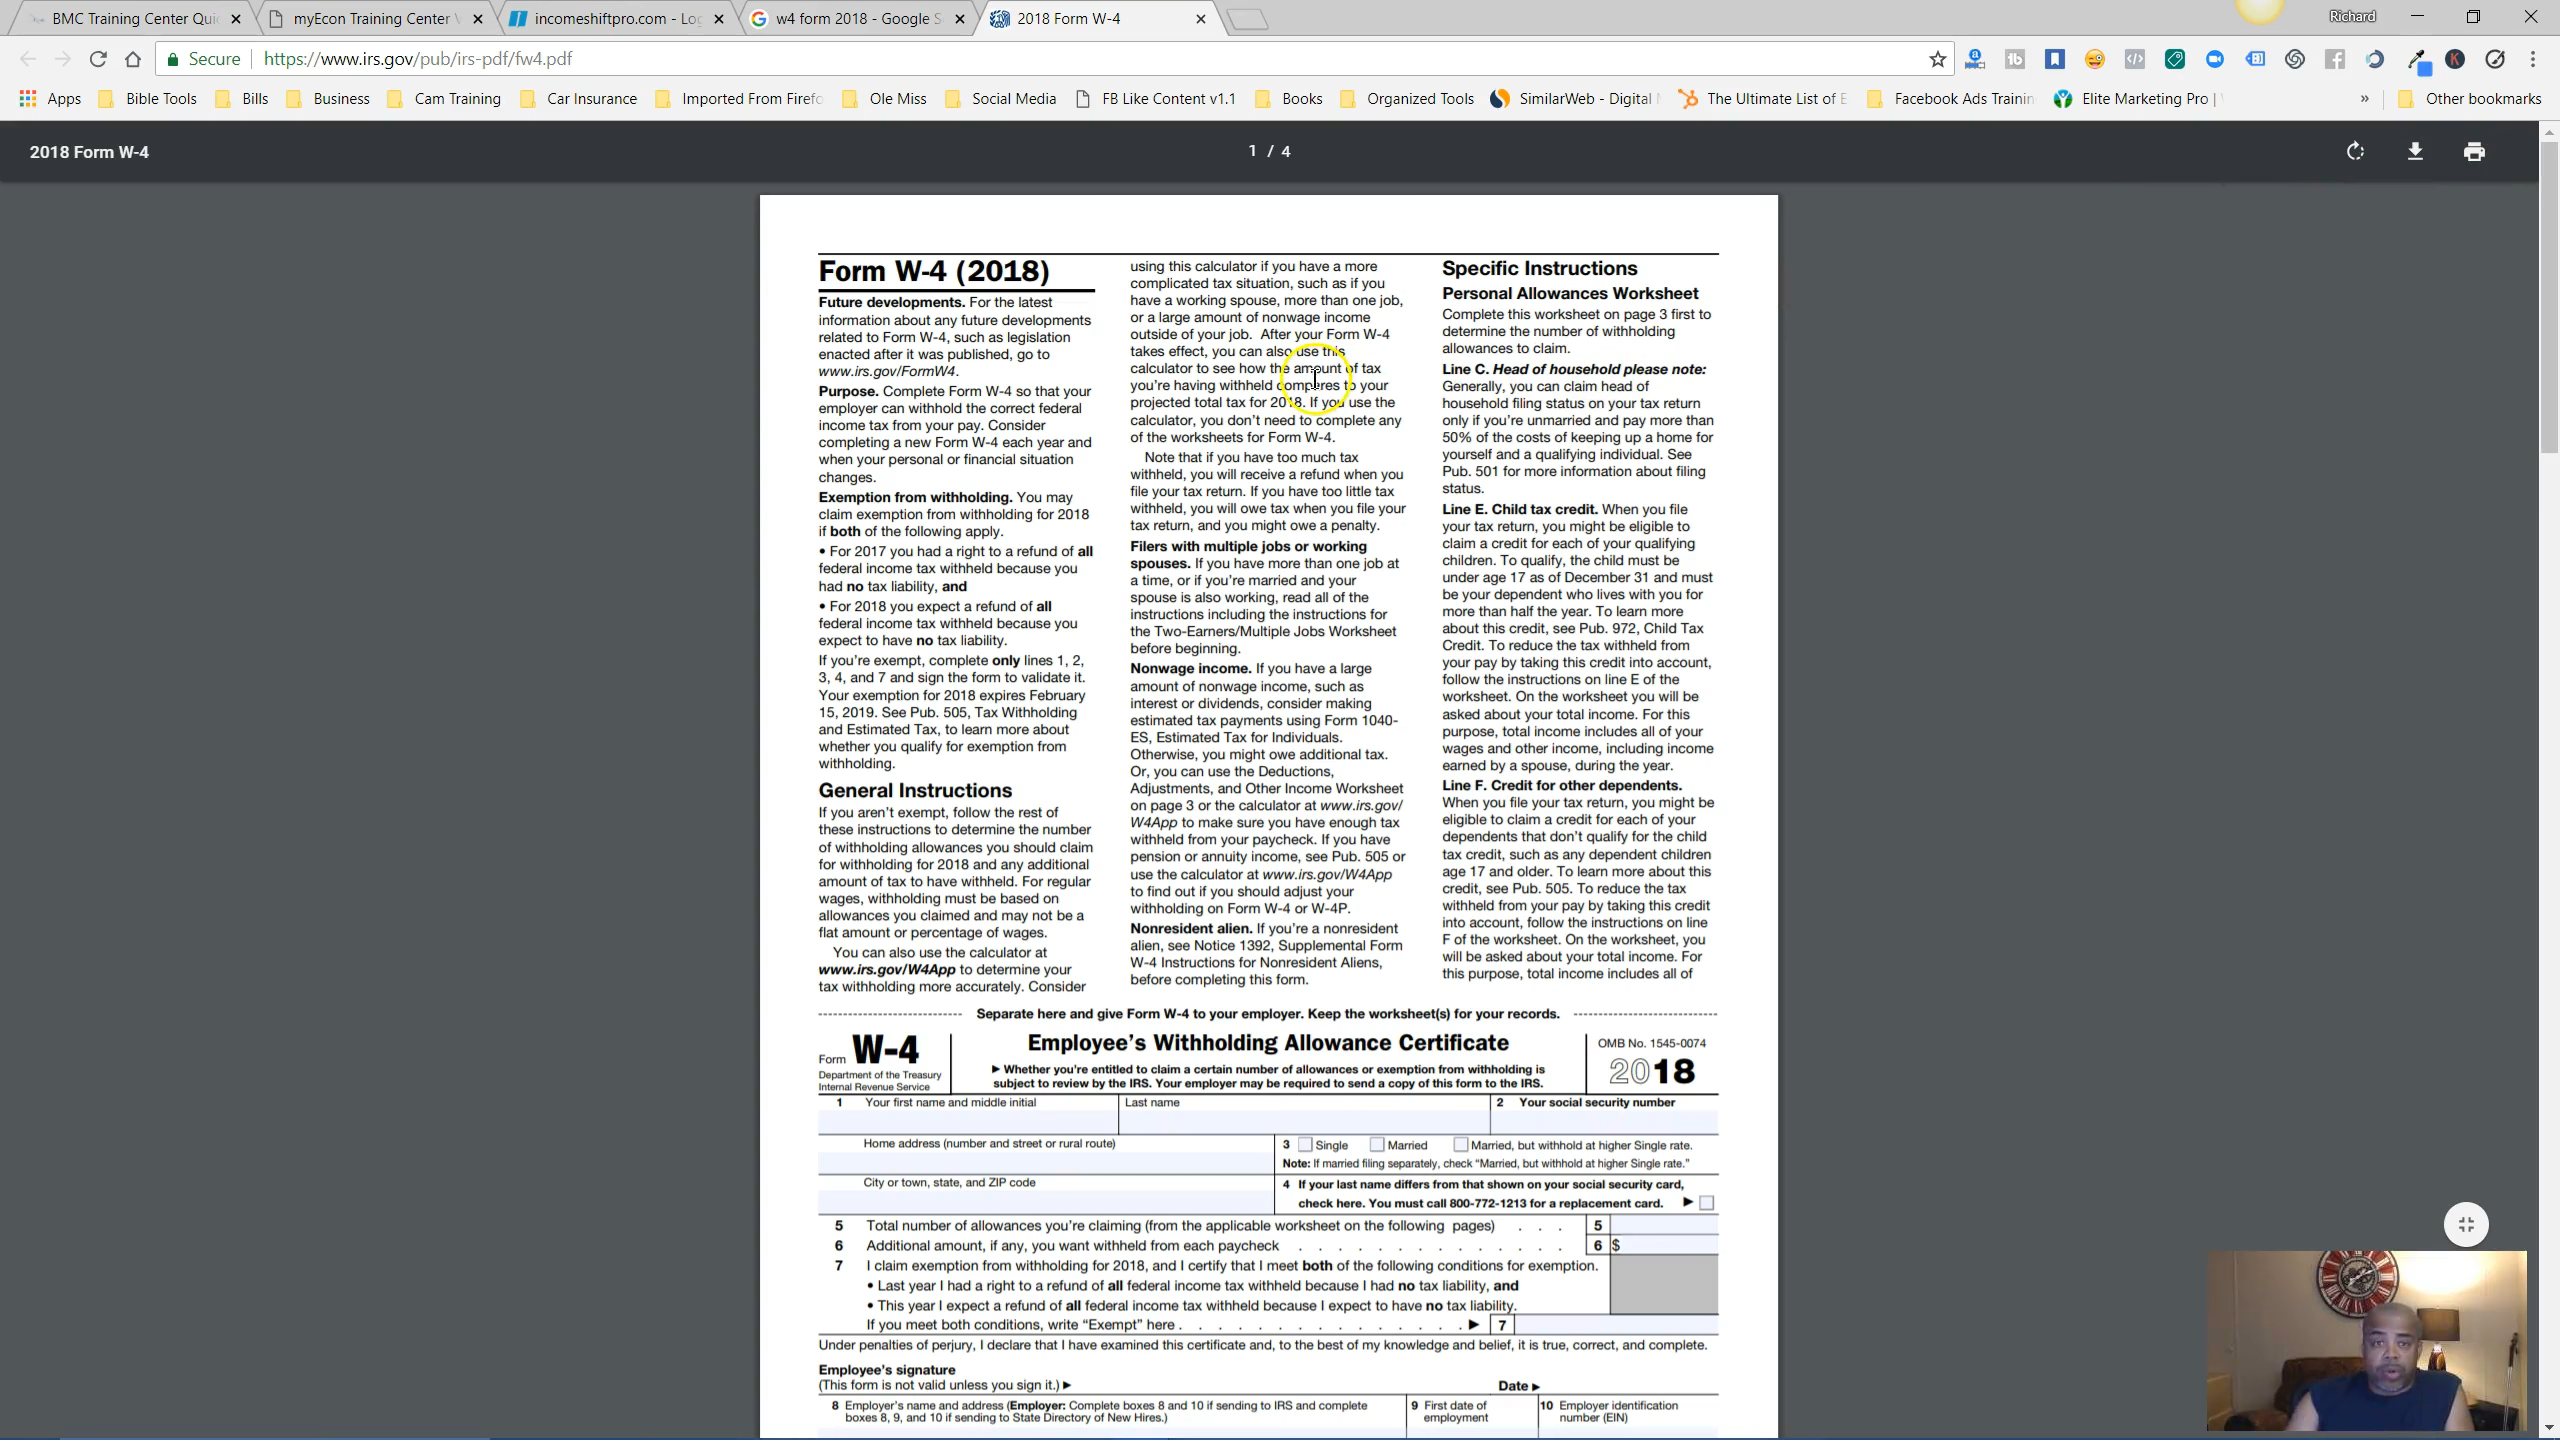 BMC Training Center Qui
myEcon Training Center
incomeshiftpro.com - Log
w4 form 2018 - Google S
2018 Form W-4
Richard
Secure
https://www.irs.gov/pub/irs-pdf/fw4.pdf
Apps
Bible Tools
Bills
Business
Cam Training
Car Insurance
Imported From Firefo
Ole Miss
Social Media
FB Like Content v1.1
Books
Organized Tools
SimilarWeb - Digital
The Ultimate List of E
Facebook Ads Trainin
Elite Marketing Pro |
»
Other bookmarks
2018 Form W-4
1 / 4
Form W-4 (2018)
Future developments. For the latest
information about any future developments
related to Form W-4, such as legislation
enacted after it was published, go to
www.irs.gov/FormW4.
Purpose. Complete Form W-4 so that your
employer can withhold the correct federal
income tax from your pay. Consider
completing a new Form W-4 each year and
when your personal or financial situation
changes.
Exemption from withholding. You may
claim exemption from withholding for 2018
if both of the following apply.
• For 2017 you had a right to a refund of all
federal income tax withheld because you
had no tax liability, and
• For 2018 you expect a refund of all
federal income tax withheld because you
expect to have no tax liability.
If you're exempt, complete only lines 1, 2,
3, 4, and 7 and sign the form to validate it.
Your exemption for 2018 expires February
15, 2019. See Pub. 505, Tax Withholding
and Estimated Tax, to learn more about
whether you qualify for exemption from
withholding.
General Instructions
If you aren't exempt, follow the rest of
these instructions to determine the number
of withholding allowances you should claim
for withholding for 2018 and any additional
amount of tax to have withheld. For regular
wages, withholding must be based on
allowances you claimed and may not be a
flat amount or percentage of wages.
You can also use the calculator at
www.irs.gov/W4App to determine your
tax withholding more accurately. Consider
using this calculator if you have a more
complicated tax situation, such as if you
have a working spouse, more than one job,
or a large amount of nonwage income
outside of your job. After your Form W-4
takes effect, you can also use this
calculator to see how the amount of tax
you're having withheld compares to your
projected total tax for 2018. If you use the
calculator, you don't need to complete any
of the worksheets for Form W-4.
Note that if you have too much tax
withheld, you will receive a refund when you
file your tax return. If you have too little tax
withheld, you will owe tax when you file your
tax return, and you might owe a penalty.
Filers with multiple jobs or working
spouses. If you have more than one job at
a time, or if you're married and your
spouse is also working, read all of the
instructions including the instructions for
the Two-Earners/Multiple Jobs Worksheet
before beginning.
Nonwage income. If you have a large
amount of nonwage income, such as
interest or dividends, consider making
estimated tax payments using Form 1040-
ES, Estimated Tax for Individuals.
Otherwise, you might owe additional tax.
Or, you can use the Deductions,
Adjustments, and Other Income Worksheet
on page 3 or the calculator at www.irs.gov/
W4App to make sure you have enough tax
withheld from your paycheck. If you have
pension or annuity income, see Pub. 505 or
use the calculator at www.irs.gov/W4App
to find out if you should adjust your
withholding on Form W-4 or W-4P.
Nonresident alien. If you're a nonresident
alien, see Notice 1392, Supplemental Form
W-4 Instructions for Nonresident Aliens,
before completing this form.
Specific Instructions
Personal Allowances Worksheet
Complete this worksheet on page 3 first to
determine the number of withholding
allowances to claim.
Line C. Head of household please note:
Generally, you can claim head of
household filing status on your tax return
only if you're unmarried and pay more than
50% of the costs of keeping up a home for
yourself and a qualifying individual. See
Pub. 501 for more information about filing
status.
Line E. Child tax credit. When you file
your tax return, you might be eligible to
claim a credit for each of your qualifying
children. To qualify, the child must be
under age 17 as of December 31 and must
be your dependent who lives with you for
more than half the year. To learn more
about this credit, see Pub. 972, Child Tax
Credit. To reduce the tax withheld from
your pay by taking this credit into account,
follow the instructions on line E of the
worksheet. On the worksheet you will be
asked about your total income. For this
purpose, total income includes all of your
wages and other income, including income
earned by a spouse, during the year.
Line F. Credit for other dependents.
When you file your tax return, you might be
eligible to claim a credit for each of your
dependents that don't qualify for the child
tax credit, such as any dependent children
age 17 and older. To learn more about this
credit, see Pub. 505. To reduce the tax
withheld from your pay by taking this credit
into account, follow the instructions on line
F of the worksheet. On the worksheet, you
will be asked about your total income. For
this purpose, total income includes all of
Separate here and give Form W-4 to your employer. Keep the worksheet(s) for your records.
Form W-4
Department of the Treasury
Internal Revenue Service
Employee's Withholding Allowance Certificate
▶ Whether you're entitled to claim a certain number of allowances or exemption from withholding is
subject to review by the IRS. Your employer may be required to send a copy of this form to the IRS.
OMB No. 1545-0074
2018
1 Your first name and middle initial
Last name
2 Your social security number
Home address (number and street or rural route)
3 Single Married Married, but withhold at higher Single rate.
Note: If married filing separately, check "Married, but withhold at higher Single rate."
City or town, state, and ZIP code
4 If your last name differs from that shown on your social security card,
check here. You must call 800-772-1213 for a replacement card. ▶
5 Total number of allowances you're claiming (from the applicable worksheet on the following pages) . . . 5
6 Additional amount, if any, you want withheld from each paycheck . . . . . . . . . . . . . . 6 $
7 I claim exemption from withholding for 2018, and I certify that I meet both of the following conditions for exemption.
• Last year I had a right to a refund of all federal income tax withheld because I had no tax liability, and
• This year I expect a refund of all federal income tax withheld because I expect to have no tax liability.
If you meet both conditions, write "Exempt" here . . . . . . . . . . . . . . . ▶ 7
Under penalties of perjury, I declare that I have examined this certificate and, to the best of my knowledge and belief, it is true, correct, and complete.
Employee's signature
(This form is not valid unless you sign it.) ▶
Date ▶
8 Employer's name and address (Employer: Complete boxes 8 and 10 if sending to IRS and complete
boxes 8, 9, and 10 if sending to State Directory of New Hires.)
9 First date of
employment
10 Employer identification
number (EIN)